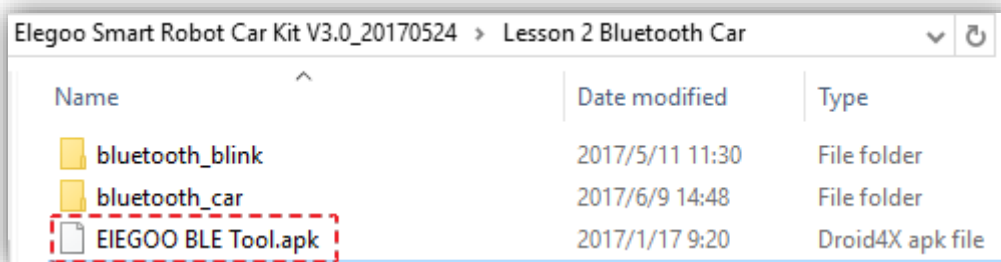 Elegoo Smart Robot Car Kit V3.0_20170524 > Lesson 2 Bluetooth Car
Name Date modified Type
bluetooth_blink 2017/5/11 11:30 File folder
bluetooth_car 2017/6/9 14:48 File folder
EIEGOO BLE Tool.apk 2017/1/17 9:20 Droid4X apk file